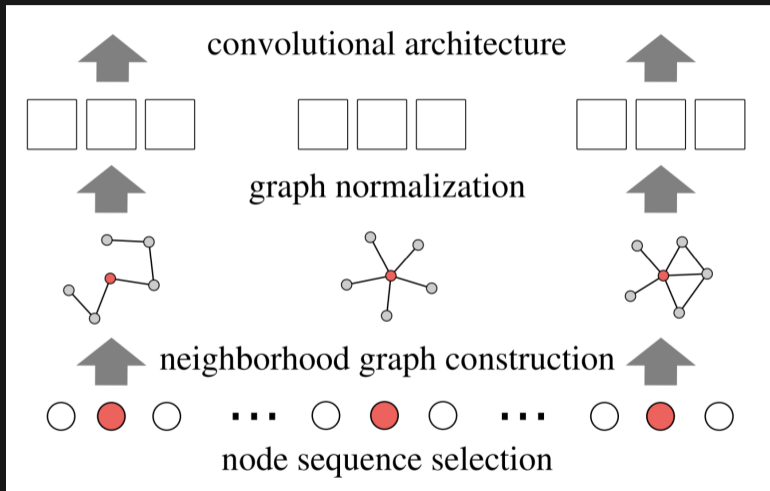 convolutional architecture
graph normalization
neighborhood graph construction
... ...
node sequence selection